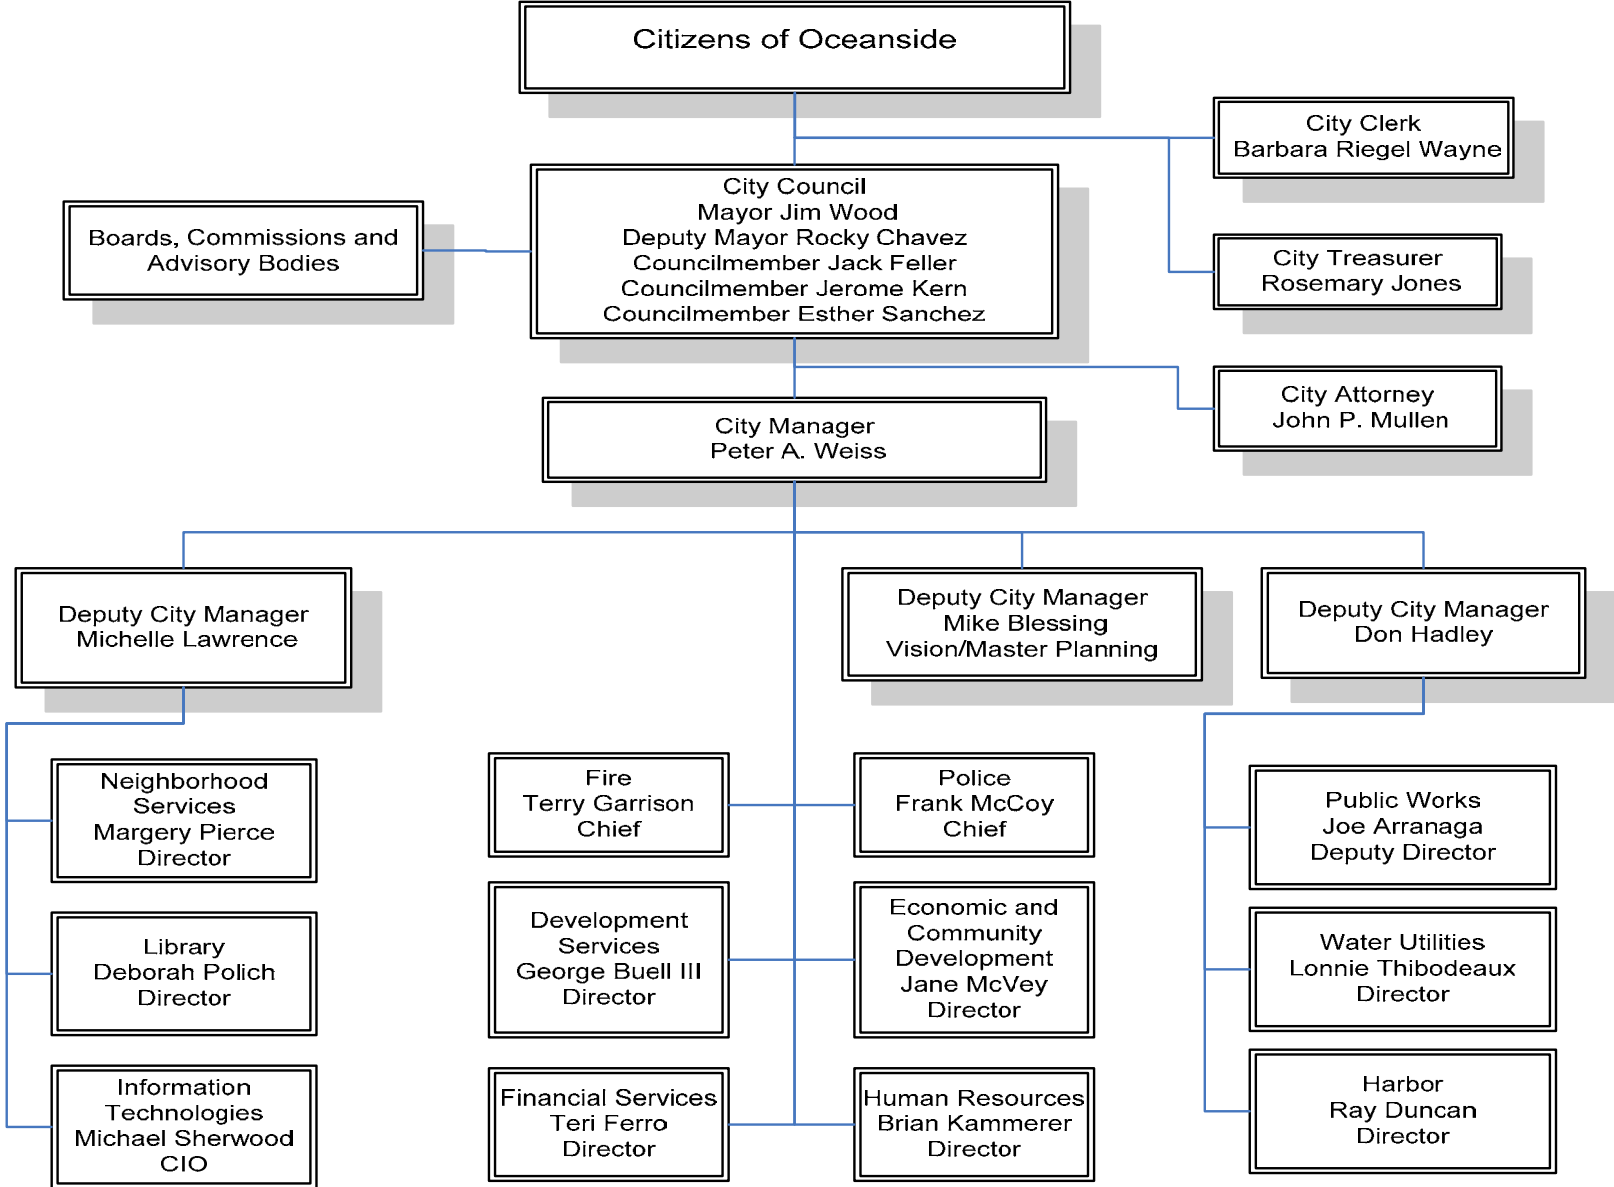 Citizens of Oceanside
City Clerk
Barbara Riegel Wayne
City Council
Mayor Jim Wood
Deputy Mayor Rocky Chavez
Councilmember Jack Feller
Councilmember Jerome Kern
Councilmember Esther Sanchez
Boards, Commissions and
Advisory Bodies
City Treasurer
Rosemary Jones
City Attorney
John P. Mullen
City Manager
Peter A. Weiss
Deputy City Manager
Michelle Lawrence
Deputy City Manager
Mike Blessing
Vision/Master Planning
Deputy City Manager
Don Hadley
Neighborhood
Services
Margery Pierce
Director
Library
Deborah Polich
Director
Information
Technologies
Michael Sherwood
CIO
Fire
Terry Garrison
Chief
Police
Frank McCoy
Chief
Development
Services
George Buell III
Director
Economic and
Community
Development
Jane McVey
Director
Financial Services
Teri Ferro
Director
Human Resources
Brian Kammerer
Director
Public Works
Joe Arranaga
Deputy Director
Water Utilities
Lonnie Thibodeaux
Director
Harbor
Ray Duncan
Director